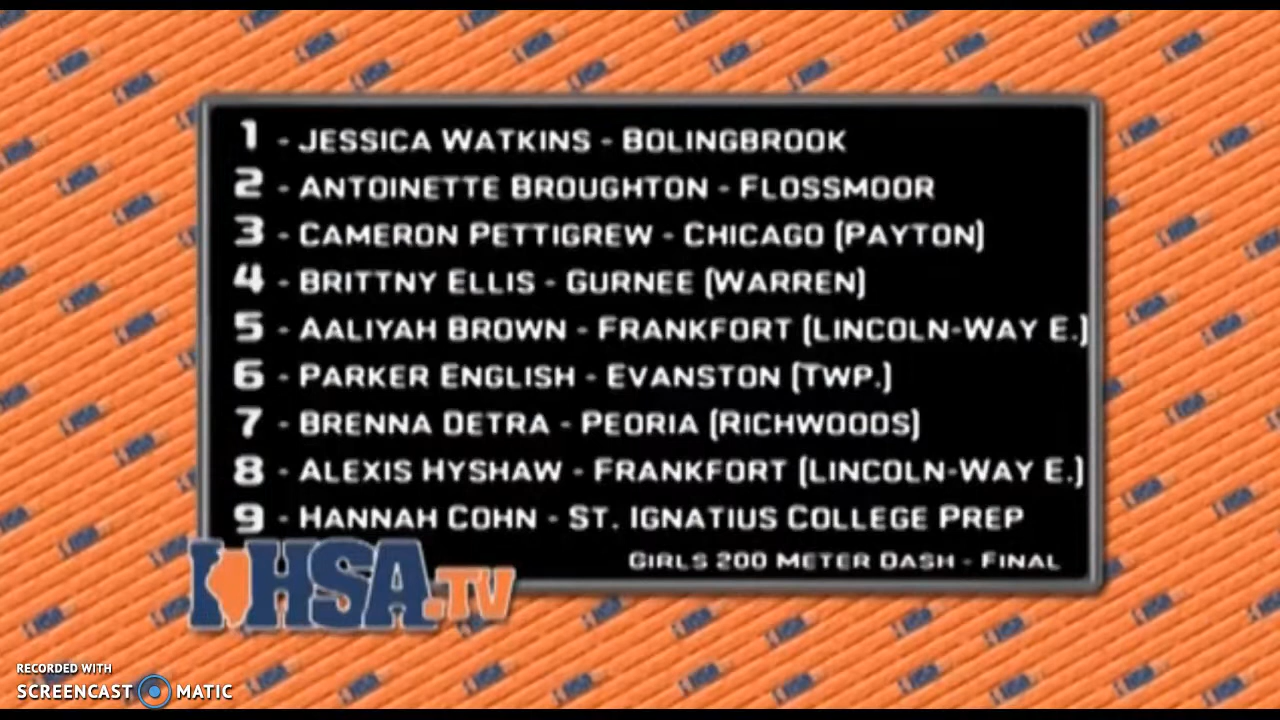 1 - JESSICA WATKINS - BOLINGBROOK
2 - ANTOINETTE BROUGHTON - FLOSSMOOR
3 - CAMERON PETTIGREW - CHICAGO (PAYTON)
4 - BRITTNY ELLIS - GURNEE (WARREN)
5 - AALIYAH BROWN - FRANKFORT (LINCOLN-WAY E.)
6 - PARKER ENGLISH - EVANSTON (TWP.)
7 - BRENNA DETRA - PEORIA (RICHWOODS)
8 - ALEXIS HYSHAW - FRANKFORT (LINCOLN-WAY E.)
9 - HANNAH COHN - ST. IGNATIUS COLLEGE PREP
GIRLS 200 METER DASH - FINAL
IHSA.TV
RECORDED WITH
SCREENCAST MATIC